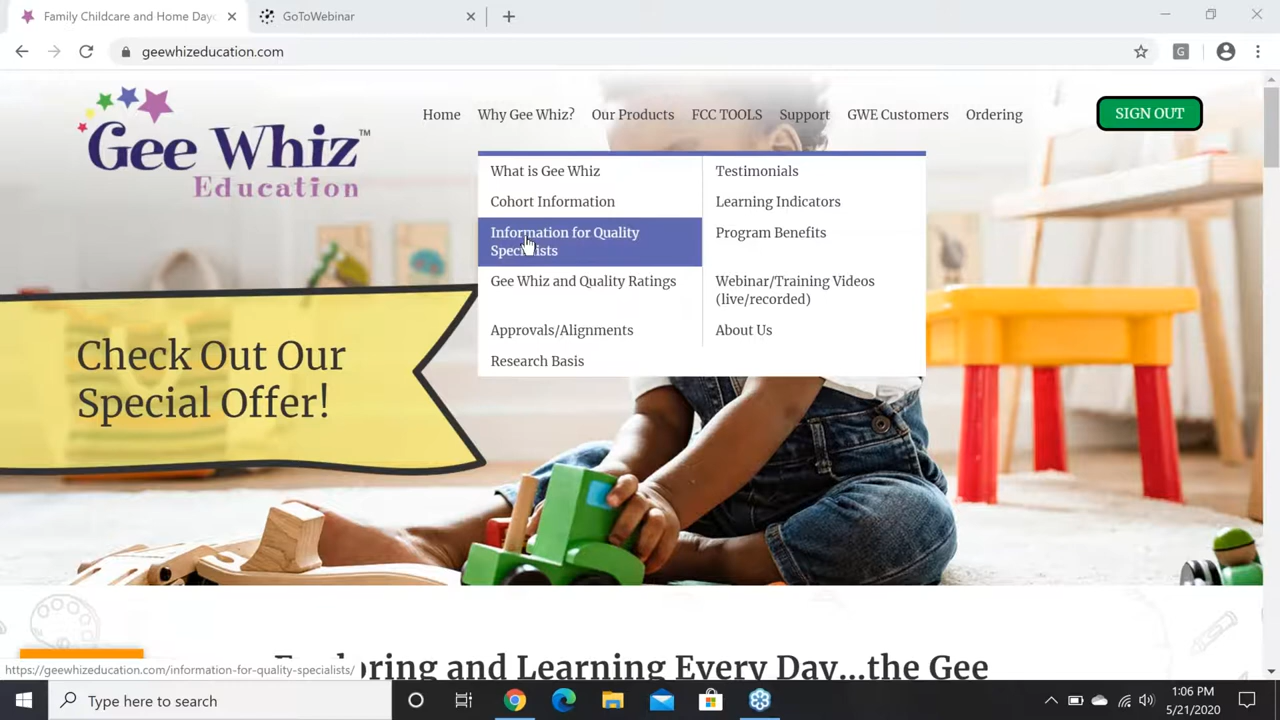 Family Childcare and Home Dayc
GoToWebinar
geewhizeducation.com
Gee Whiz™
Education
Home Why Gee Whiz? Our Products FCC TOOLS Support GWE Customers Ordering
SIGN OUT
What is Gee Whiz
Testimonials
Cohort Information
Learning Indicators
Information for Quality
Specialists
Program Benefits
Gee Whiz and Quality Ratings
Webinar/Training Videos
(live/recorded)
Approvals/Alignments
About Us
Research Basis
Check Out Our
Special Offer!
Exploring and Learning Every Day...the Gee
https://geewhizeducation.com/information-for-quality-specialists/
Type here to search
1:06 PM
5/21/2020